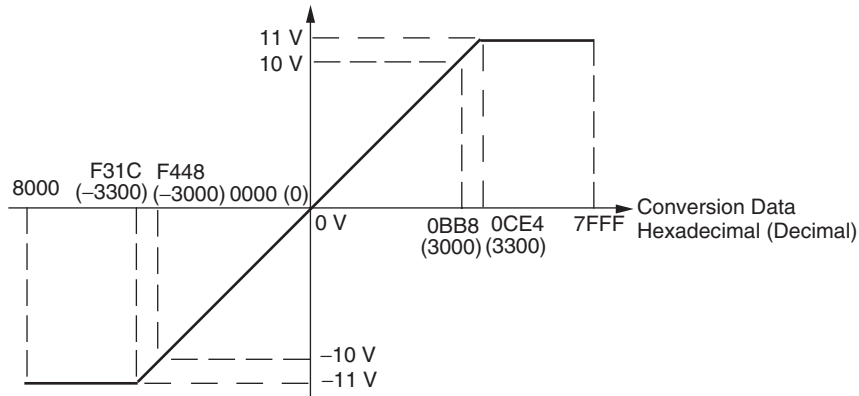 11 V
10 V
F31C F448
8000 (–3300) (–3000) 0000 (0)
0 V
0BB8 0CE4 7FFF
(3000) (3300)
Conversion Data
Hexadecimal (Decimal)
–10 V
–11 V